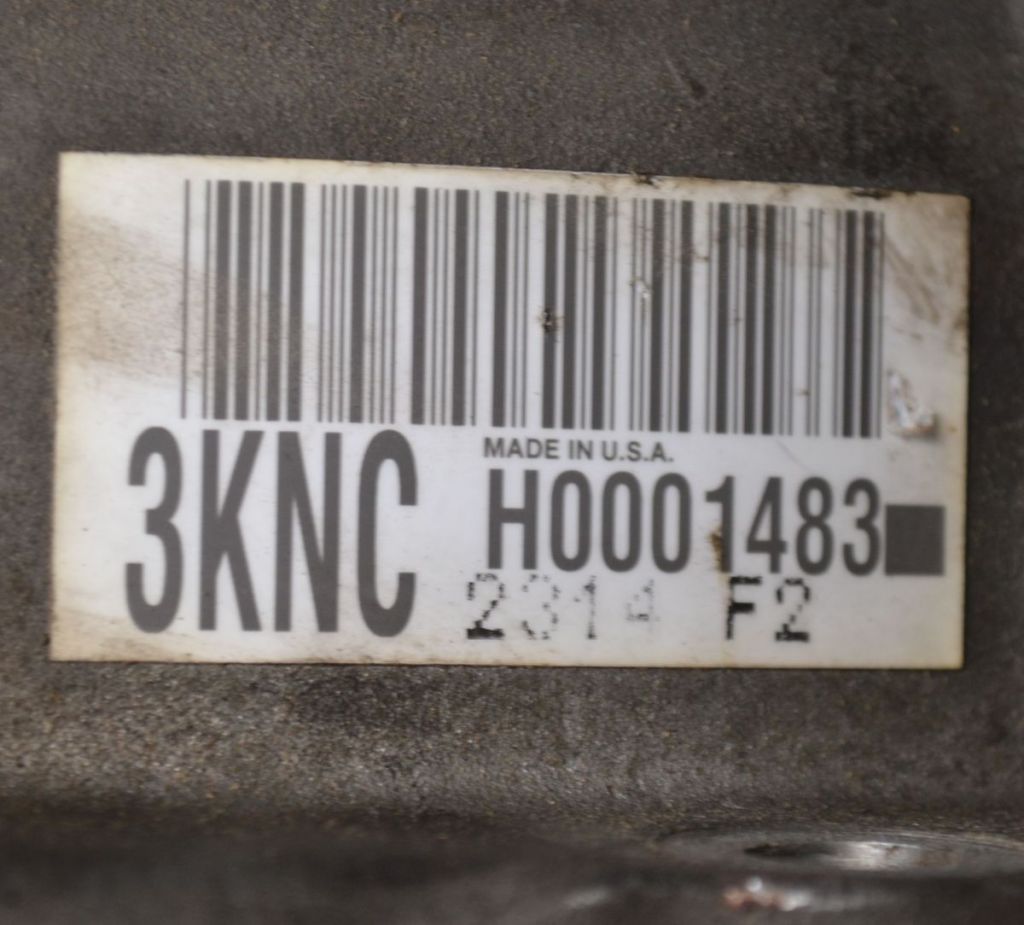 MADE IN U.S.A.
3KNC H0001483
2314 F2